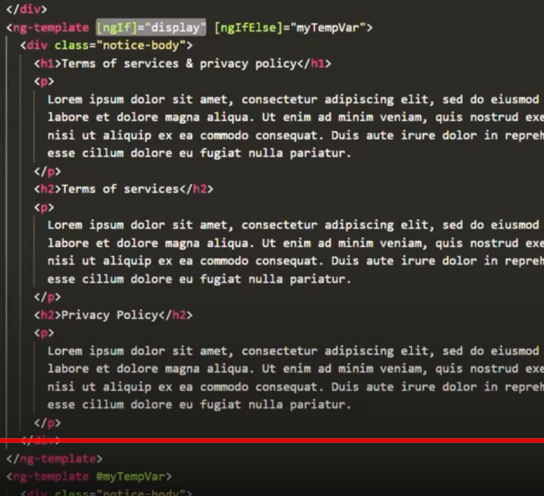 </div>
<ng-template [ngIf]="display" [ngIfElse]="myTempVar">
<div class="notice-body">
<h1>Terms of services & privacy policy</h1>
<p>
Lorem ipsum dolor sit amet, consectetur adipiscing elit, sed do eiusmod
labore et dolore magna aliqua. Ut enim ad minim veniam, quis nostrud exe
nisi ut aliquip ex ea commodo consequat. Duis aute irure dolor in repreh
esse cillum dolore eu fugiat nulla pariatur.
</p>
<h2>Terms of services</h2>
<p>
Lorem ipsum dolor sit amet, consectetur adipiscing elit, sed do eiusmod
labore et dolore magna aliqua. Ut enim ad minim veniam, quis nostrud exe
nisi ut aliquip ex ea commodo consequat. Duis aute irure dolor in repreh
esse cillum dolore eu fugiat nulla pariatur.
</p>
<h2>Privacy Policy</h2>
<p>
Lorem ipsum dolor sit amet, consectetur adipiscing elit, sed do eiusmod
labore et dolore magna aliqua. Ut enim ad minim veniam, quis nostrud exe
nisi ut aliquip ex ea commodo consequat. Duis aute irure dolor in repreh
esse cillum dolore eu fugiat nulla pariatur.
</p>
</div>
</ng-template>
<ng-template #myTempVar>
<div class="notice-body">